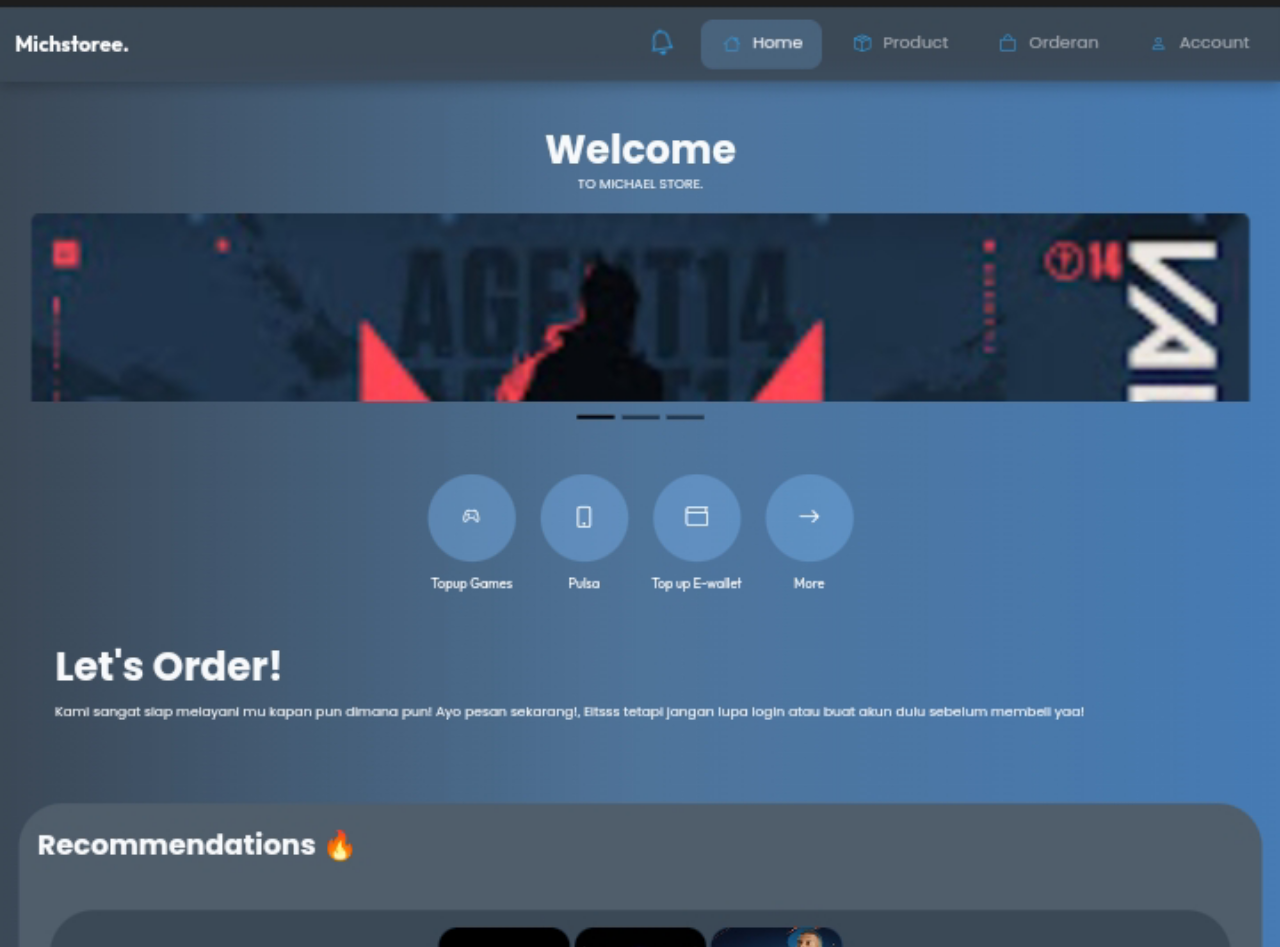 Michstoree.
Home
Product
Orderan
Account
Welcome
TO MICHAEL STORE.
AGENT14
14
Topup Games
Pulsa
Top up E-wallet
More
Let's Order!
Kami sangat siap melayani mu kapan pun dimana pun! Ayo pesan sekarang!, Eitsss tetapi jangan lupa login atau buat akun dulu sebelum membeli yaa!
Recommendations 🔥